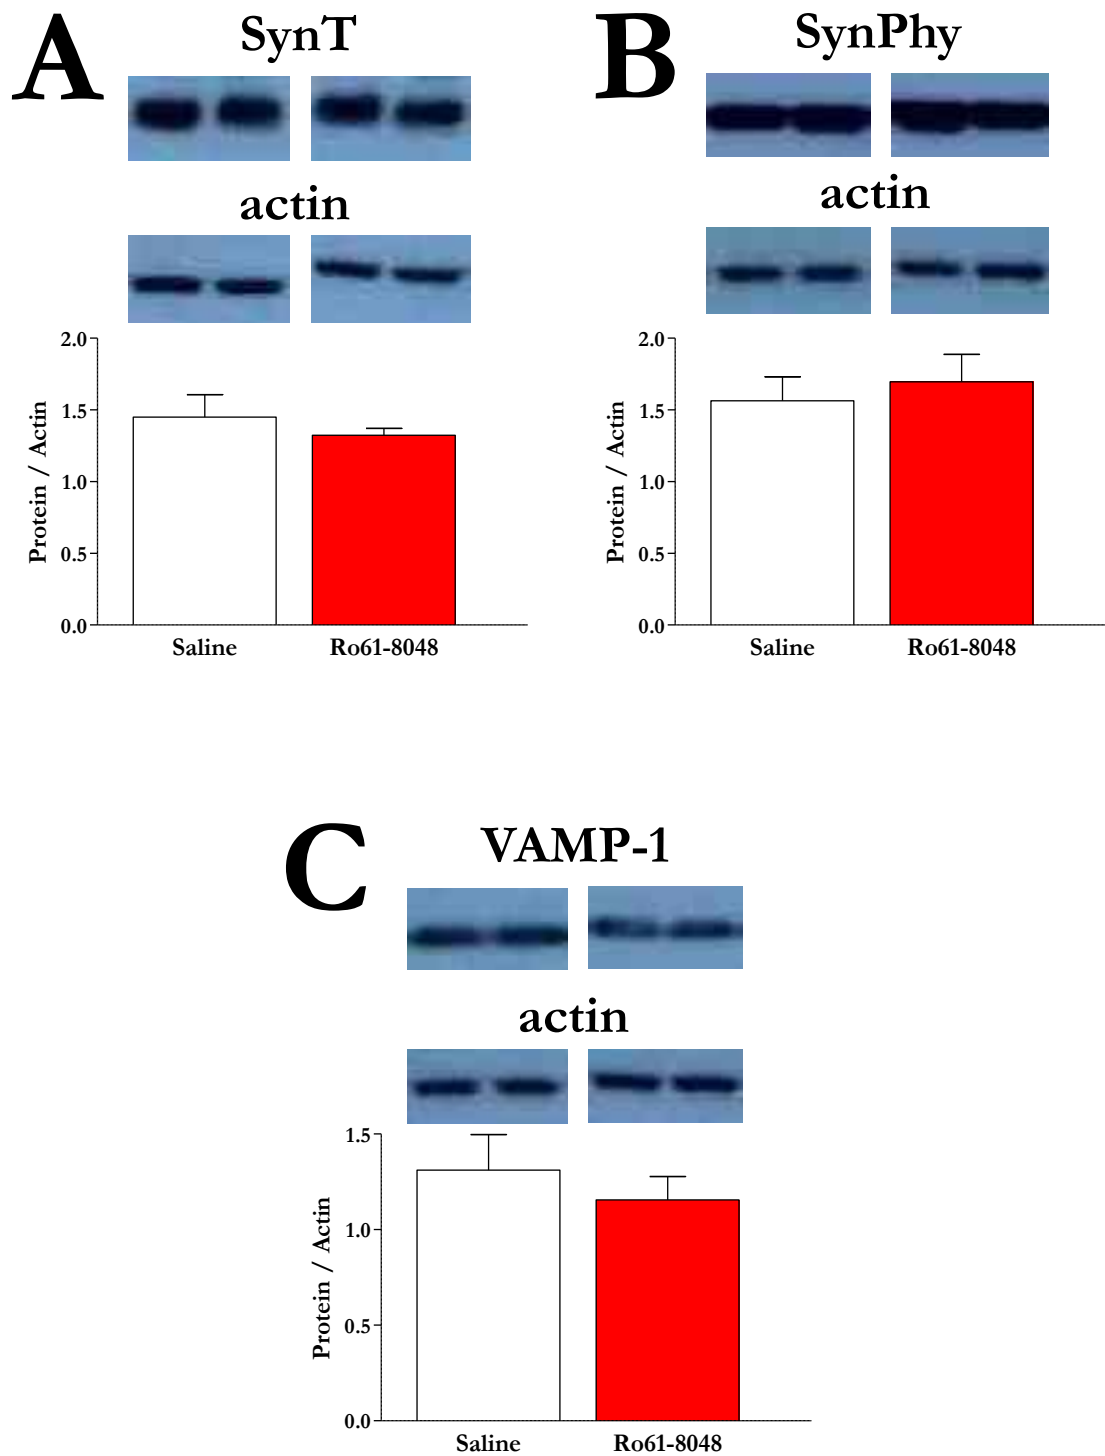 A
SynT
actin
2.0
1.5
1.0
0.5
0.0
Protein / Actin
Saline Ro61-8048
B
SynPhy
actin
2.0
1.5
1.0
0.5
0.0
Protein / Actin
Saline Ro61-8048
C
VAMP-1
actin
1.5
1.0
0.5
0.0
Protein / Actin
Saline Ro61-8048